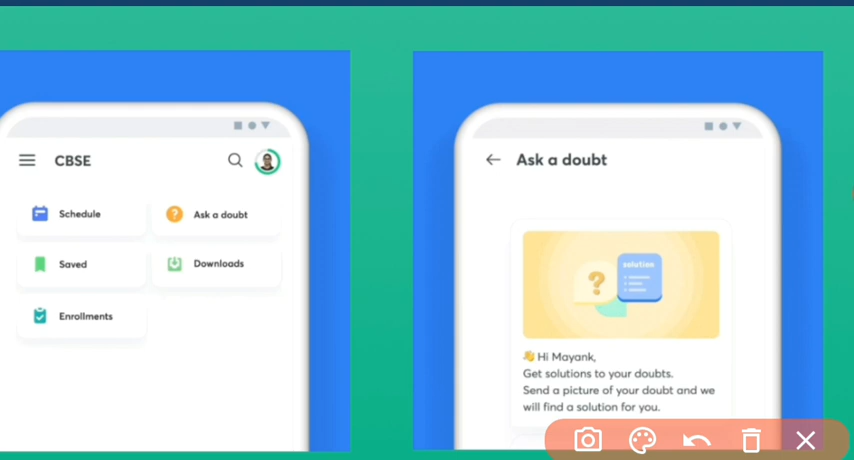 CBSE
Schedule
Ask a doubt
Saved
Downloads
Enrollments
Ask a doubt
solution
👋 Hi Mayank,
Get solutions to your doubts.
Send a picture of your doubt and we
will find a solution for you.